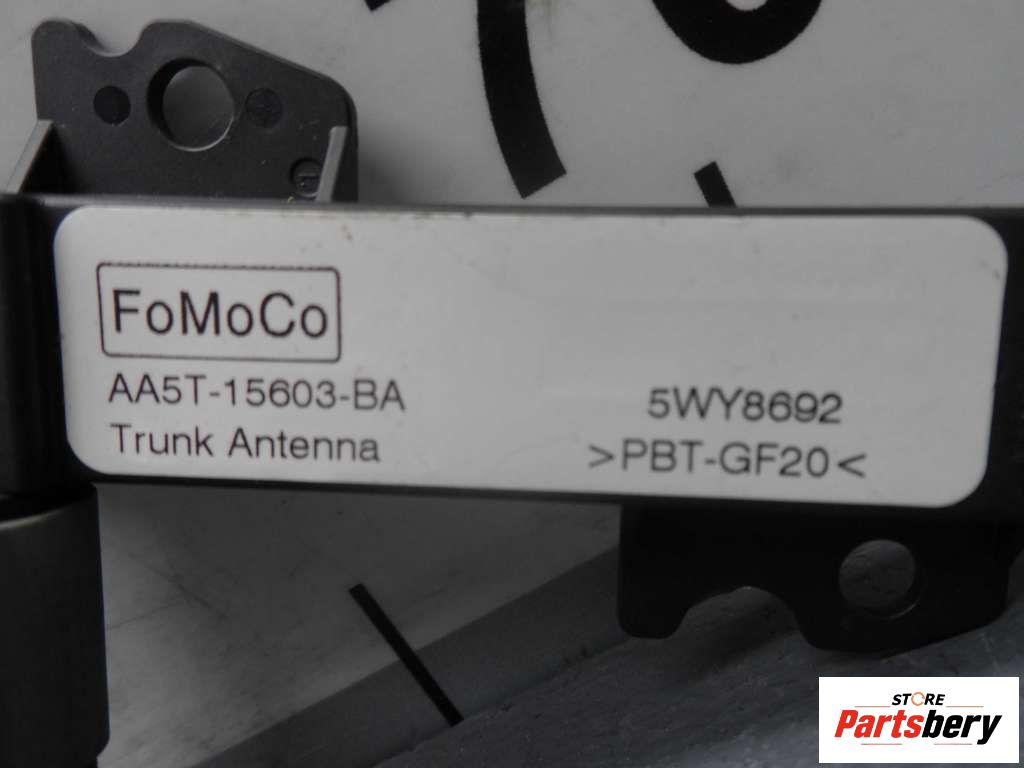 FoMoCo
AA5T-15603-BA
Trunk Antenna
5WY8692
>PBT-GF20<
STORE
Partsbery